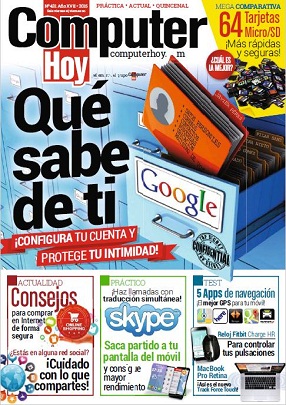 Nº 421 Año XVIII - 2015
PRÁCTICA * ACTUAL * QUINCENAL
Computer
Hoy
computerhoy.
m
MEGA COMPARATIVA
64 Tarjetas
Micro/SD
¡Más rápidas
y seguras!
¿CUÁL ES
LA MEJOR?
Qué
sabe
de ti
Google
CONFIDENTIAL
¡CONFIGURA TU CUENTA Y
PROTEGE TU INTIMIDAD!
ACTUALIDAD
Consejos
para comprar
en Internet
de forma
segura
ONLINE
SHOPPING
¿Estás en alguna red social?
¡Cuidado
con lo que
compartes!
PRÁCTICO
¡Haz llamadas con
traducción simultánea!
skype
Saca partido a tu
pantalla del móvil
y consigue
mayor
rendimiento
TEST
5 Apps de navegación
¡El mejor GPS para tu móvil!
Reloj Fitbit Charge HR
Para controlar
tus pulsaciones
MacBook
Pro Retina
¡Así es el nuevo
Track Force Touch!